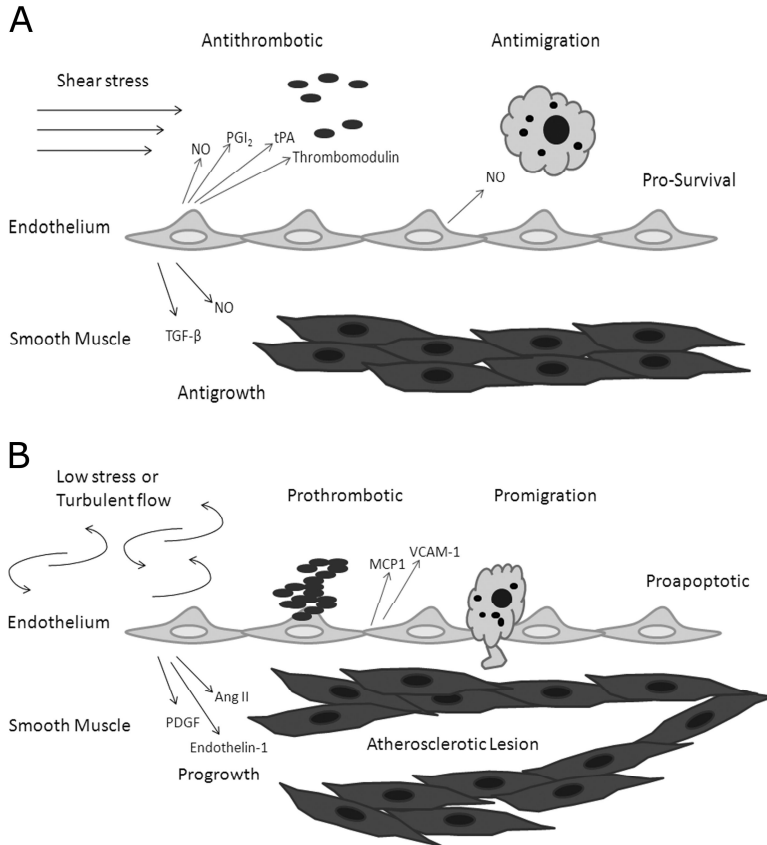 A
Antithrombotic
Antimigration
Shear stress
NO
PGI₂
tPA
Thrombomodulin
NO
Pro-Survival
Endothelium
NO
Smooth Muscle
TGF-β
Antigrowth
B
Low stress or
Turbulent flow
Prothrombotic
Promigration
MCP1
VCAM-1
Proapoptotic
Endothelium
Ang II
Smooth Muscle
PDGF
Endothelin-1
Atherosclerotic Lesion
Progrowth